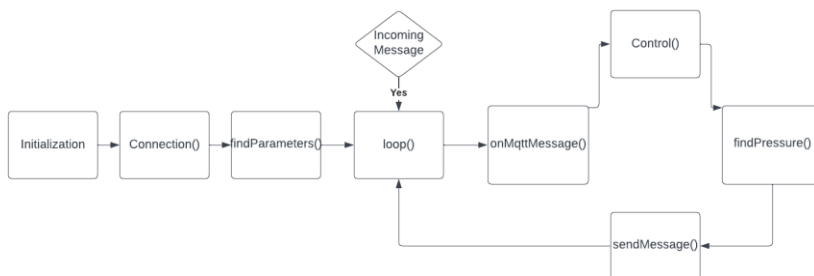 Incoming
Message
Yes
Control()
Initialization
Connection()
findParameters()
loop()
onMqttMessage()
findPressure()
sendMessage()